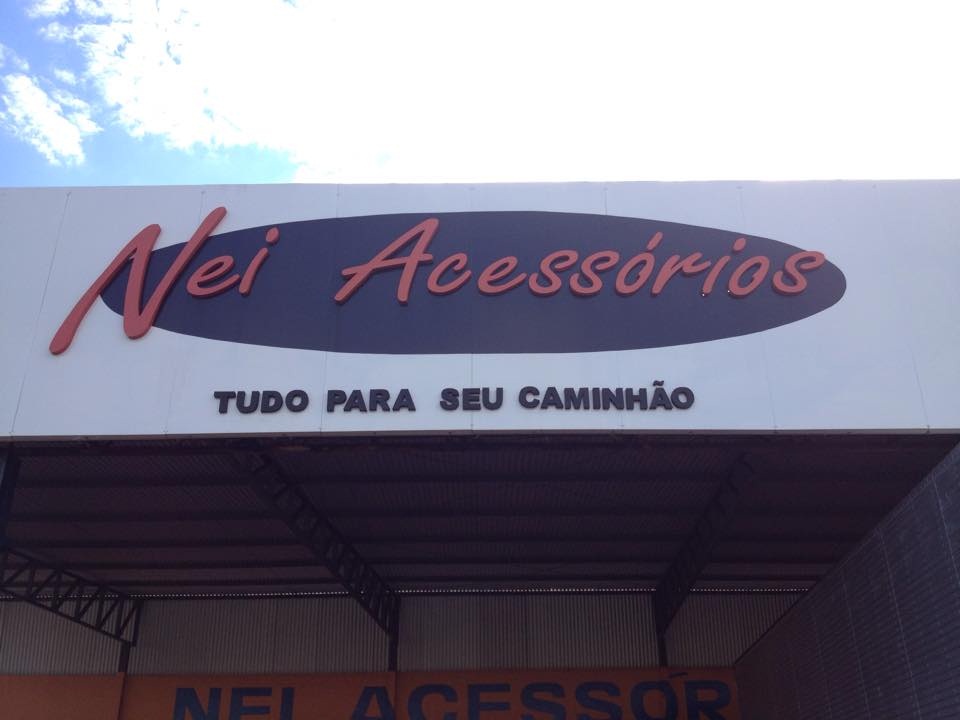 Nei Acessórios
TUDO PARA SEU CAMINHÃO
NEI ACESSÓR